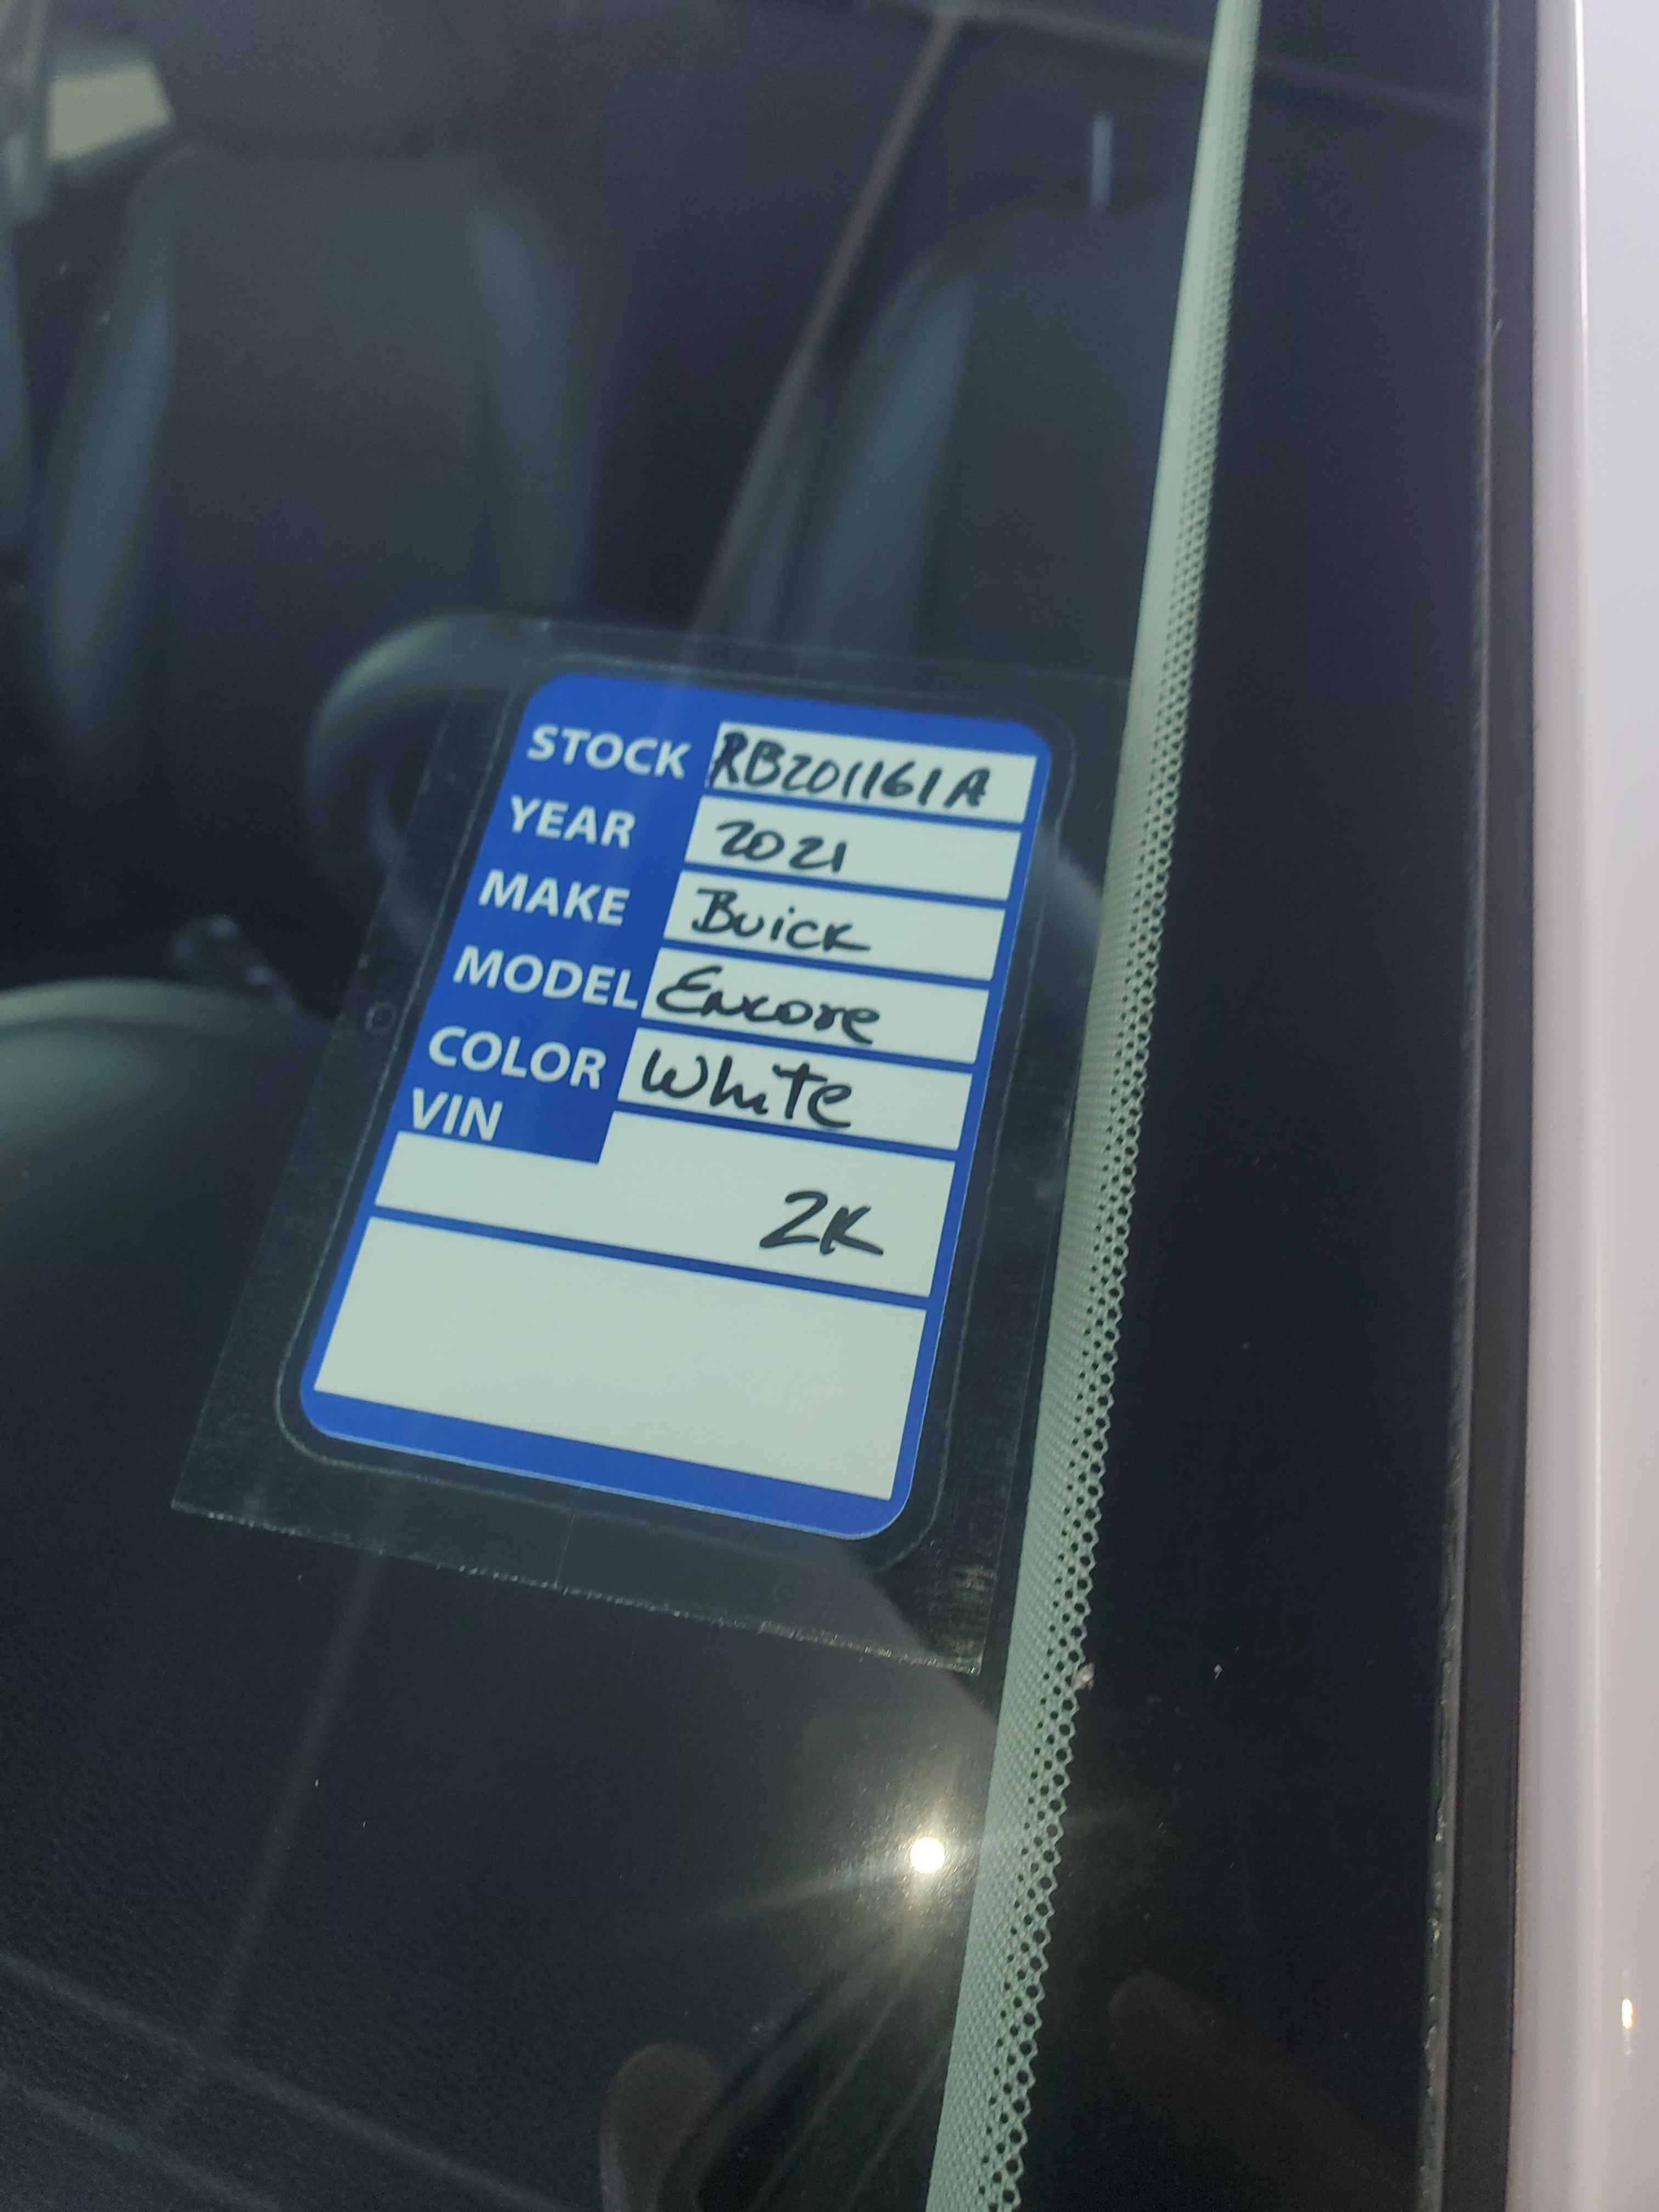 STOCK RB201161A
YEAR 2021
MAKE Buick
MODEL Encore
COLOR White
VIN
2K